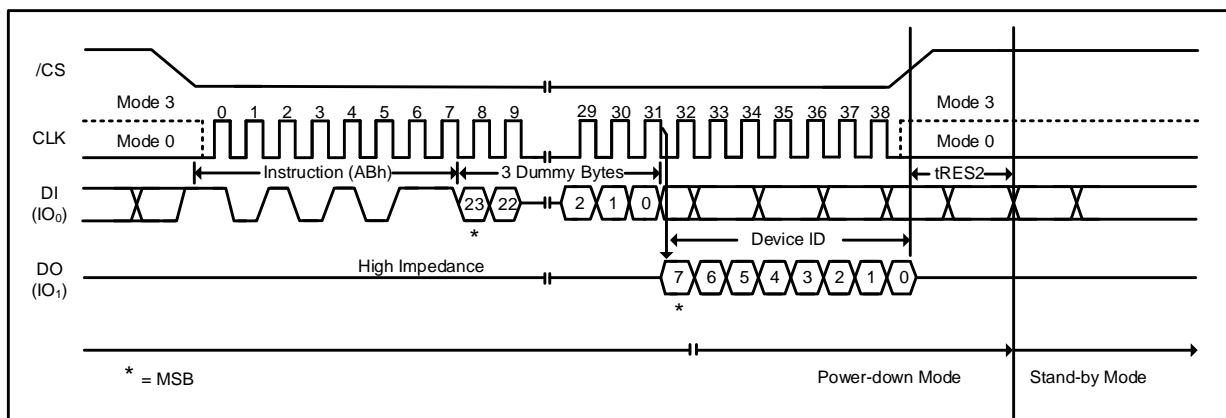 /CS
Mode 3
Mode 3
0 1 2 3 4 5 6 7 8 9 29 30 31 32 33 34 35 36 37 38
CLK
Mode 0
Mode 0
Instruction (ABh)
3 Dummy Bytes
tRES2
DI
(IO0)
23 22 2 1 0
*
Device ID
DO
(IO1)
High Impedance
7 6 5 4 3 2 1 0
*
* = MSB
Power-down Mode
Stand-by Mode